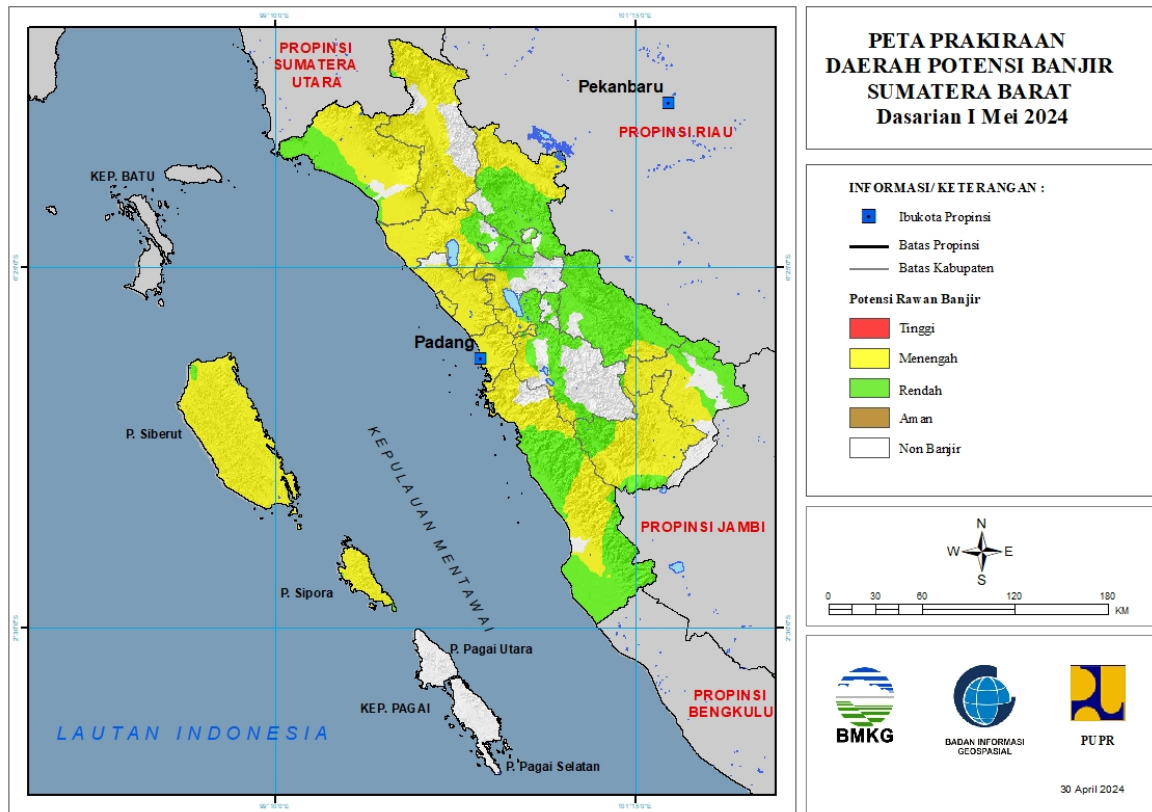 PROPINSI
SUMATERA
UTARA
Pekanbaru
PROPINSI RIAU
KEP. BATU
Padang
P. Siberut
KEPULAUAN MENTAWAI
PROPINSI JAMBI
P. Sipora
P. Pagai Utara
KEP. PAGAI
PROPINSI
BENGKULU
LAUTAN INDONESIA
P. Pagai Selatan
PETA PRAKIRAAN
DAERAH POTENSI BANJIR
SUMATERA BARAT
Dasarian I Mei 2024
INFORMASI/ KETERANGAN :
Ibukota Propinsi
Batas Propinsi
Batas Kabupaten
Potensi Rawan Banjir
Tinggi
Menengah
Rendah
Aman
Non Banjir
N
W E
S
0 30 60 120 180
KM
BMKG
BADAN INFORMASI
GEOSPASIAL
PUPR
30 April 2024